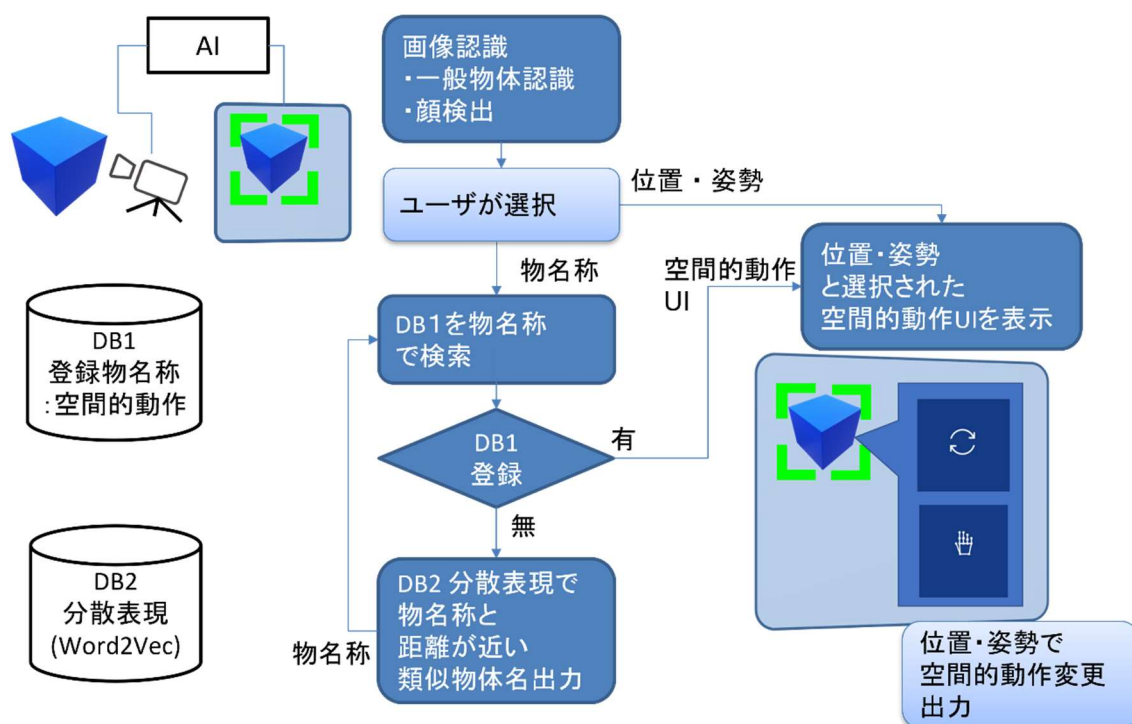 AI
画像認識
・一般物体認識
・顔検出
ユーザが選択
位置・姿勢
物名称
空間的動作
UI
位置・姿勢
と選択された
空間的動作UIを表示
DB1
登録物名称
:空間的動作
DB1を物名称
で検索
DB1
登録
有
無
DB2
分散表現
(Word2Vec)
物名称
DB2 分散表現で
物名称と
距離が近い
類似物体名出力
位置・姿勢で
空間的動作変更
出力